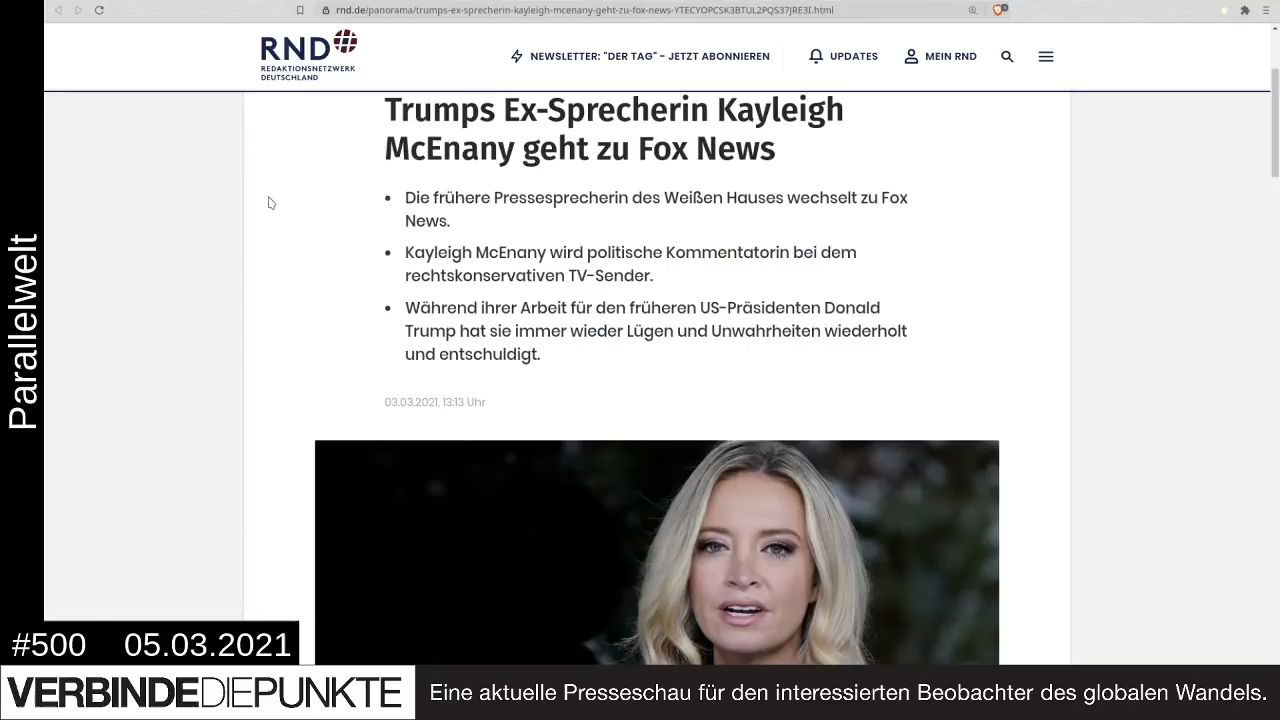 rnd.de/panorama/trumps-ex-sprecherin-kayleigh-mcenany-geht-zu-fox-news-YTECYOPCSK3BTUL2PQS37JRE3I.html
RND
REDAKTIONSNETZWERK
DEUTSCHLAND
NEWSLETTER: "DER TAG" - JETZT ABONNIEREN
UPDATES
MEIN RND
Trumps Ex-Sprecherin Kayleigh
McEnany geht zu Fox News
• Die frühere Pressesprecherin des Weißen Hauses wechselt zu Fox
News.
• Kayleigh McEnany wird politische Kommentatorin bei dem
rechtskonservativen TV-Sender.
• Während ihrer Arbeit für den früheren US-Präsidenten Donald
Trump hat sie immer wieder Lügen und Unwahrheiten wiederholt
und entschuldigt.
03.03.2021, 13:13 Uhr
Parallelwelt
#500 05.03.2021
VERBINDEDIEPUNKTE
Eine aktuelle Presseschau für den interessierten Beobachter des globalen Wandels.